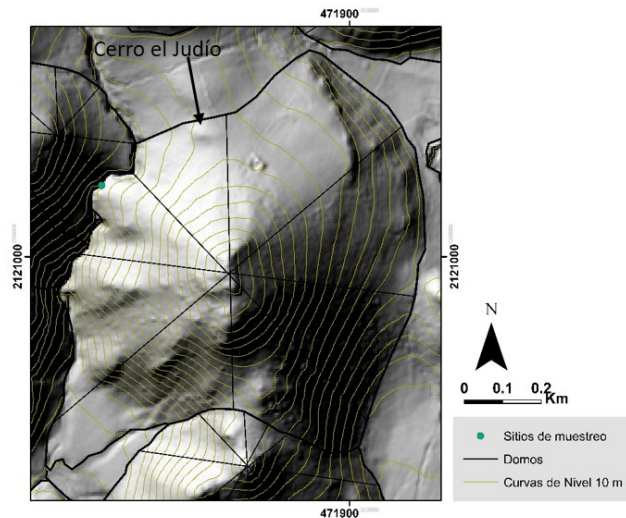 471900
Cerro el Judío
2121000
2121000
N
0 0.1 0.2
Km
Sitios de muestreo
Domos
Curvas de Nivel 10 m
471900